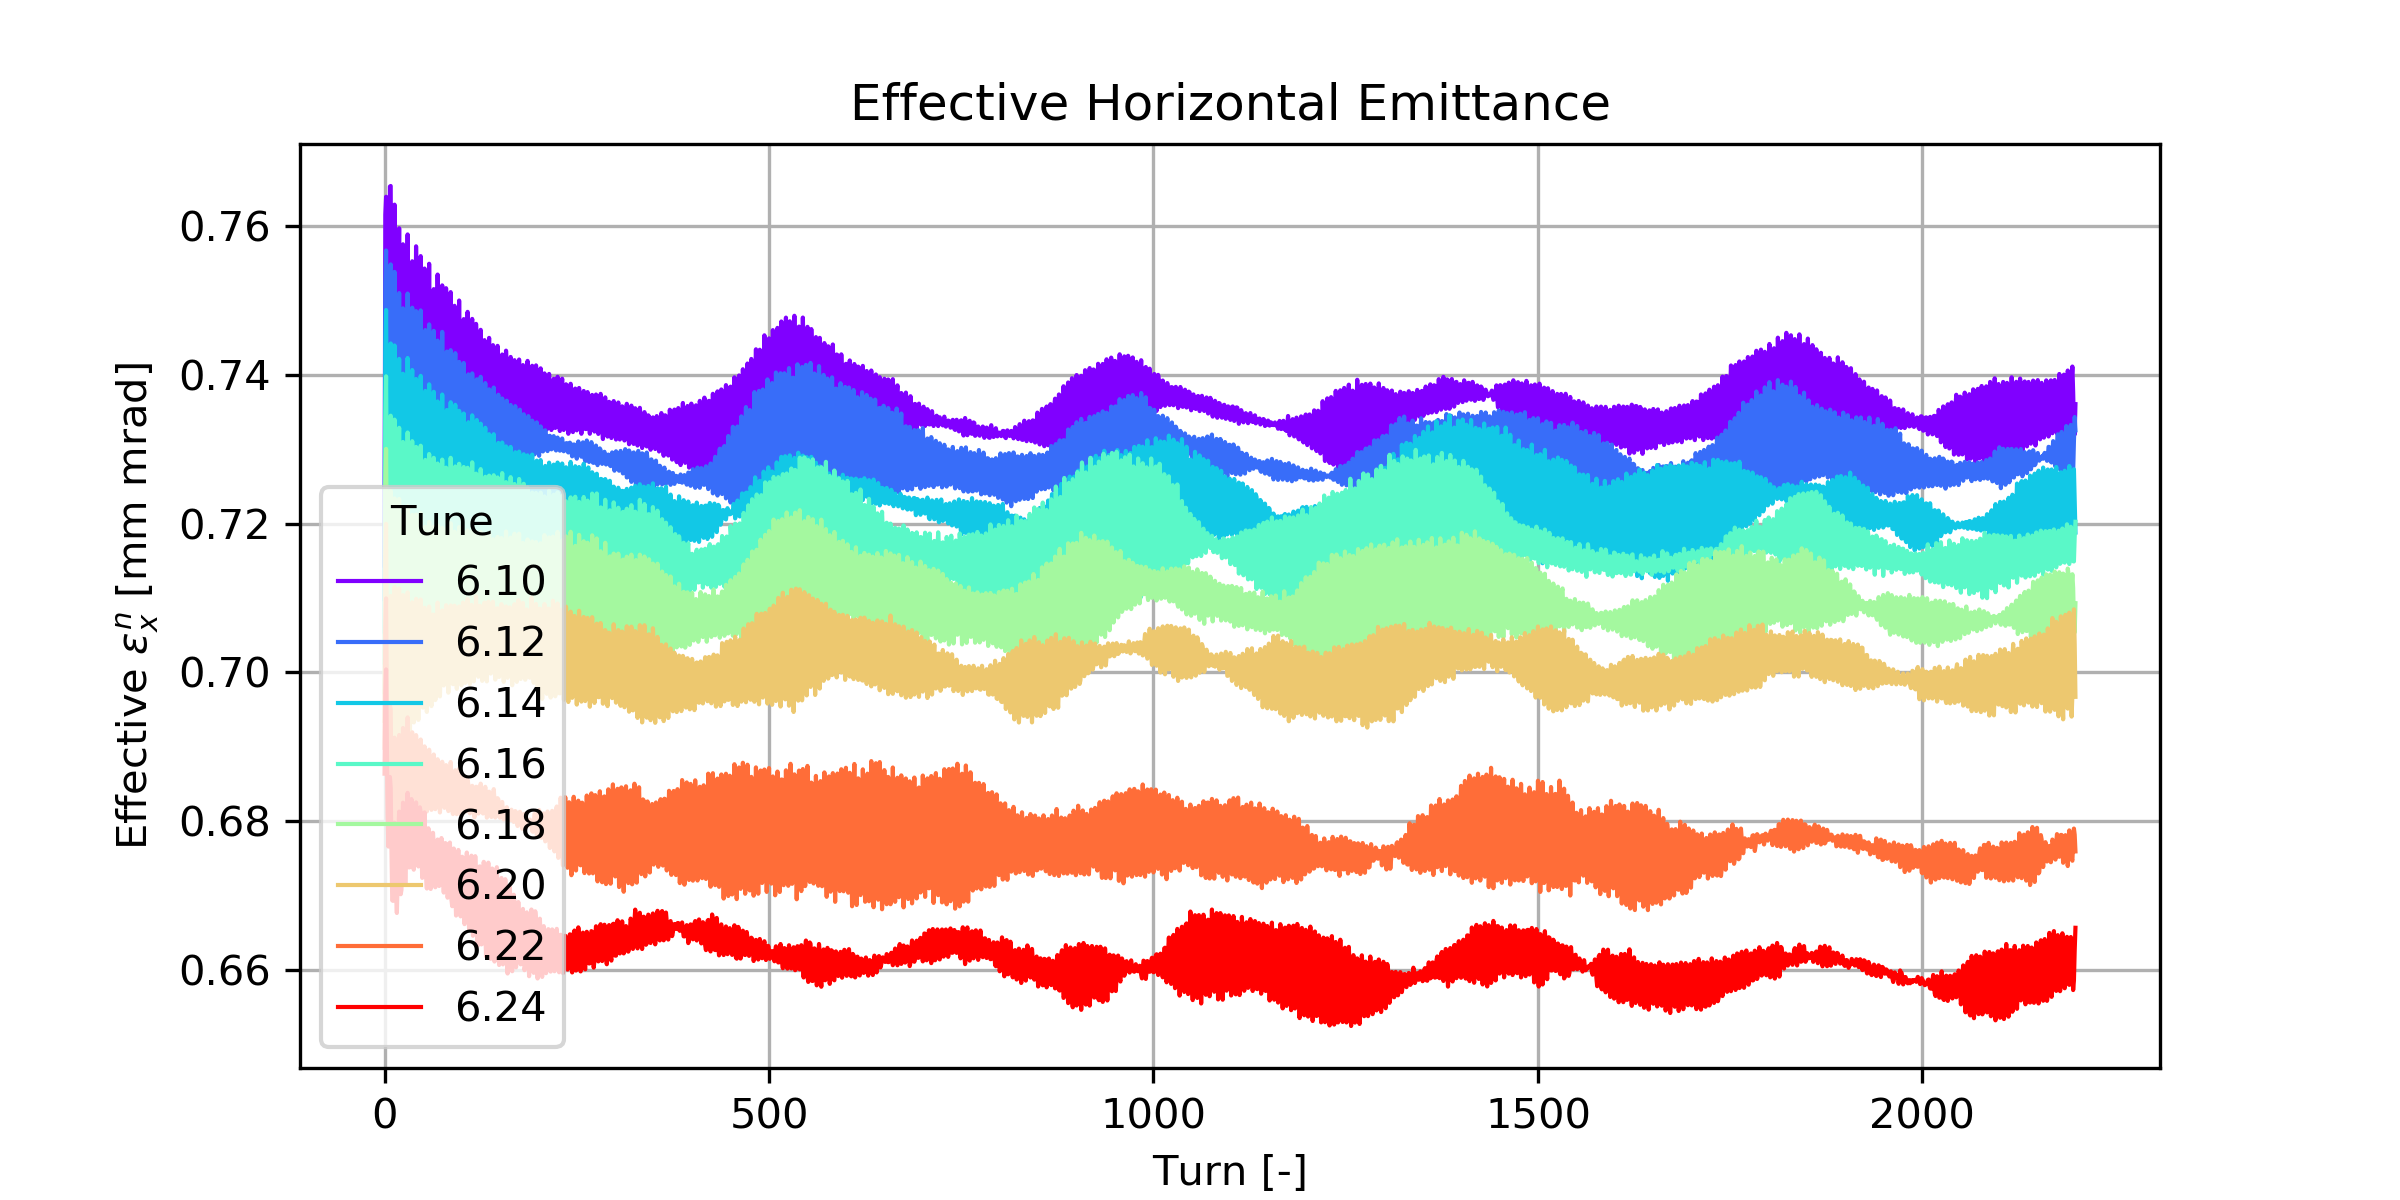 Effective Horizontal Emittance
Effective ε_x^n [mm mrad]
0.76
0.74
0.72
0.70
0.68
0.66
Tune
6.10
6.12
6.14
6.16
6.18
6.20
6.22
6.24
0 500 1000 1500 2000
Turn [-]